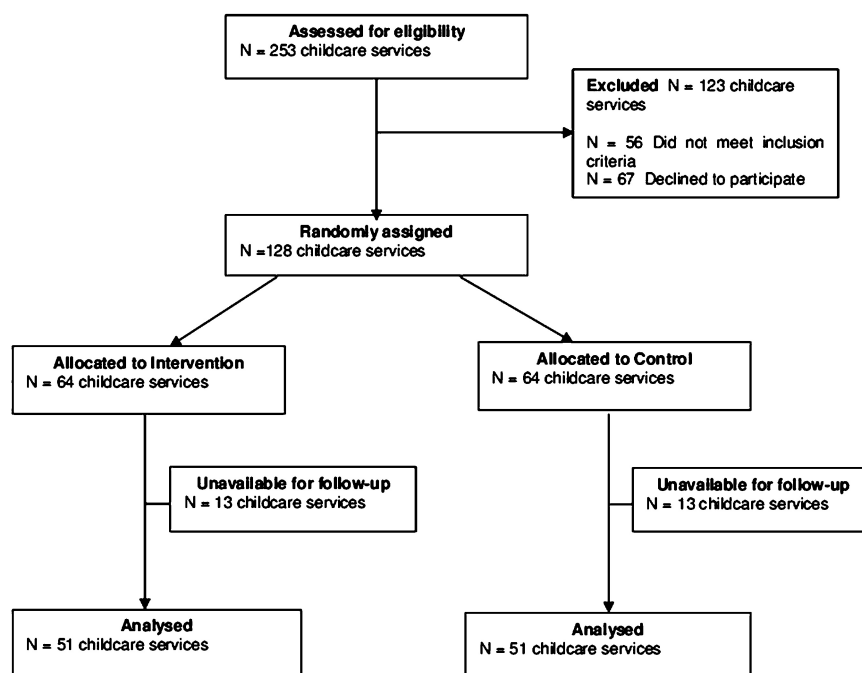 Assessed for eligibility
N = 253 childcare services
Excluded N = 123 childcare
services
N = 56 Did not meet inclusion
criteria
N = 67 Declined to participate
Randomly assigned
N =128 childcare services
Allocated to Intervention
N = 64 childcare services
Allocated to Control
N = 64 childcare services
Unavailable for follow-up
N = 13 childcare services
Unavailable for follow-up
N = 13 childcare services
Analysed
N = 51 childcare services
Analysed
N = 51 childcare services